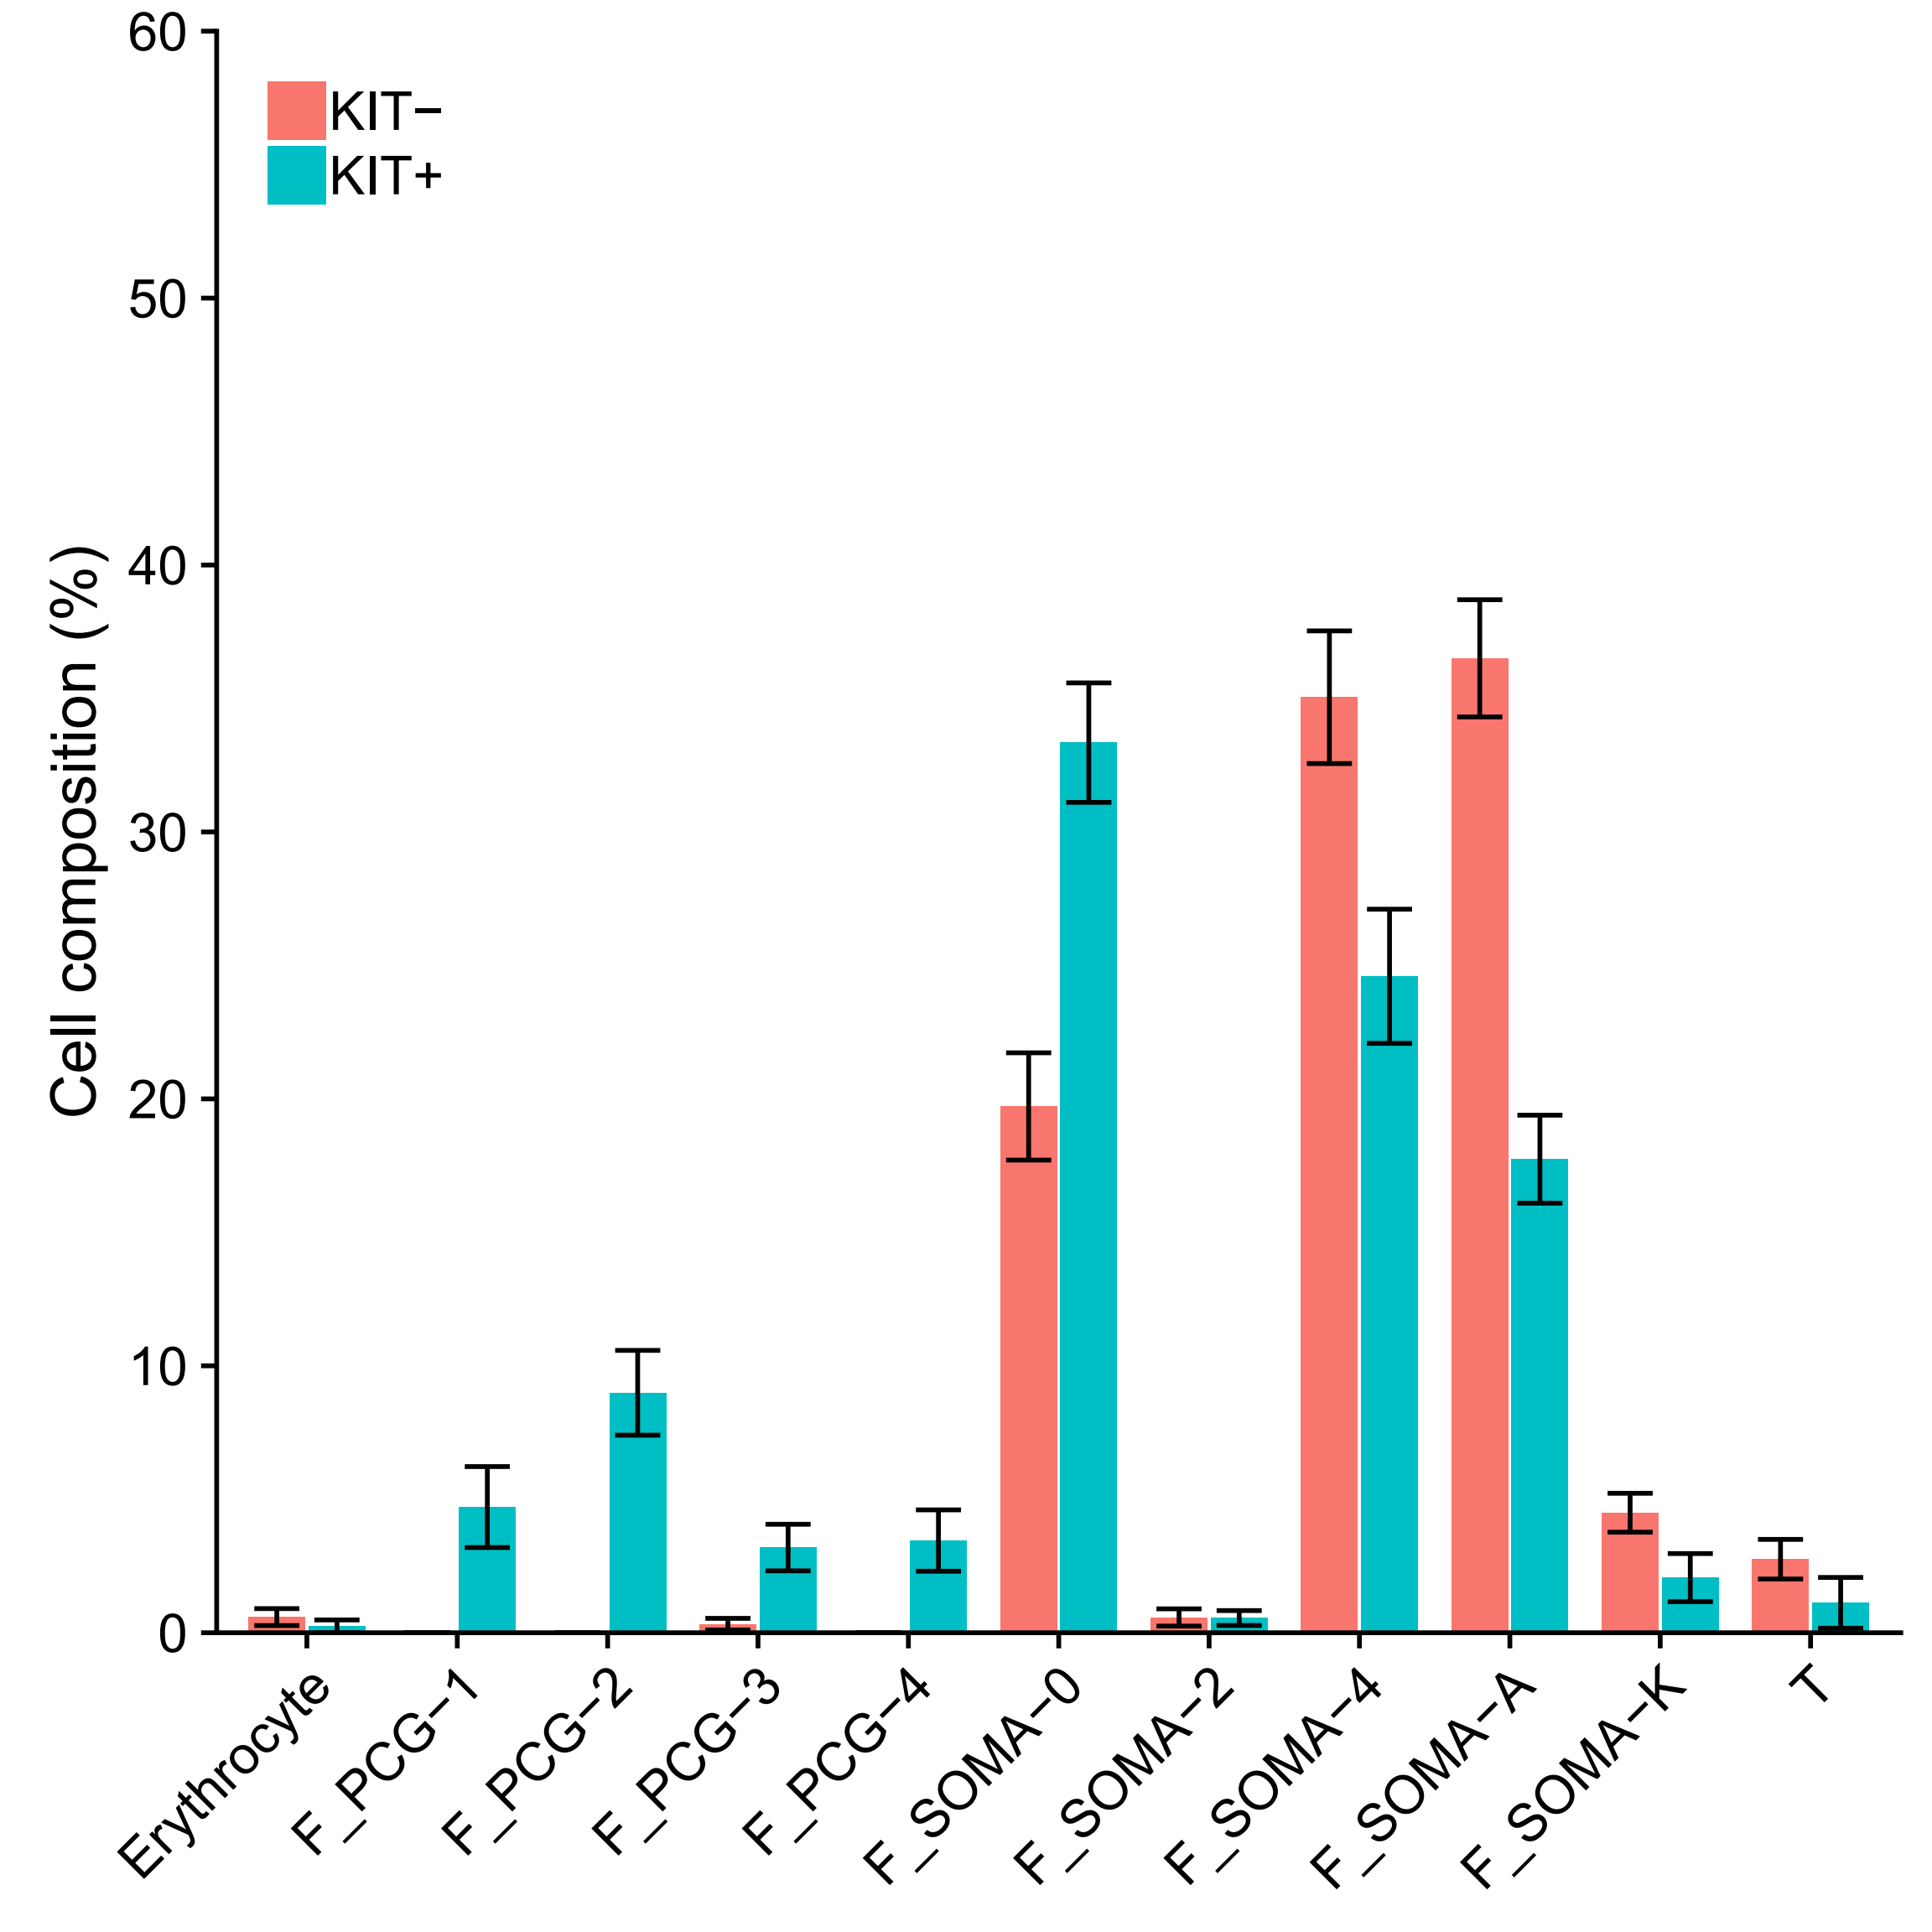 60
KIT−
KIT+
50
40
30
20
10
0
Cell composition (%)
Erythrocyte
F_PCG−1
F_PCG−2
F_PCG−3
F_PCG−4
F_SOMA−0
F_SOMA−2
F_SOMA−4
F_SOMA−A
F_SOMA−K
T